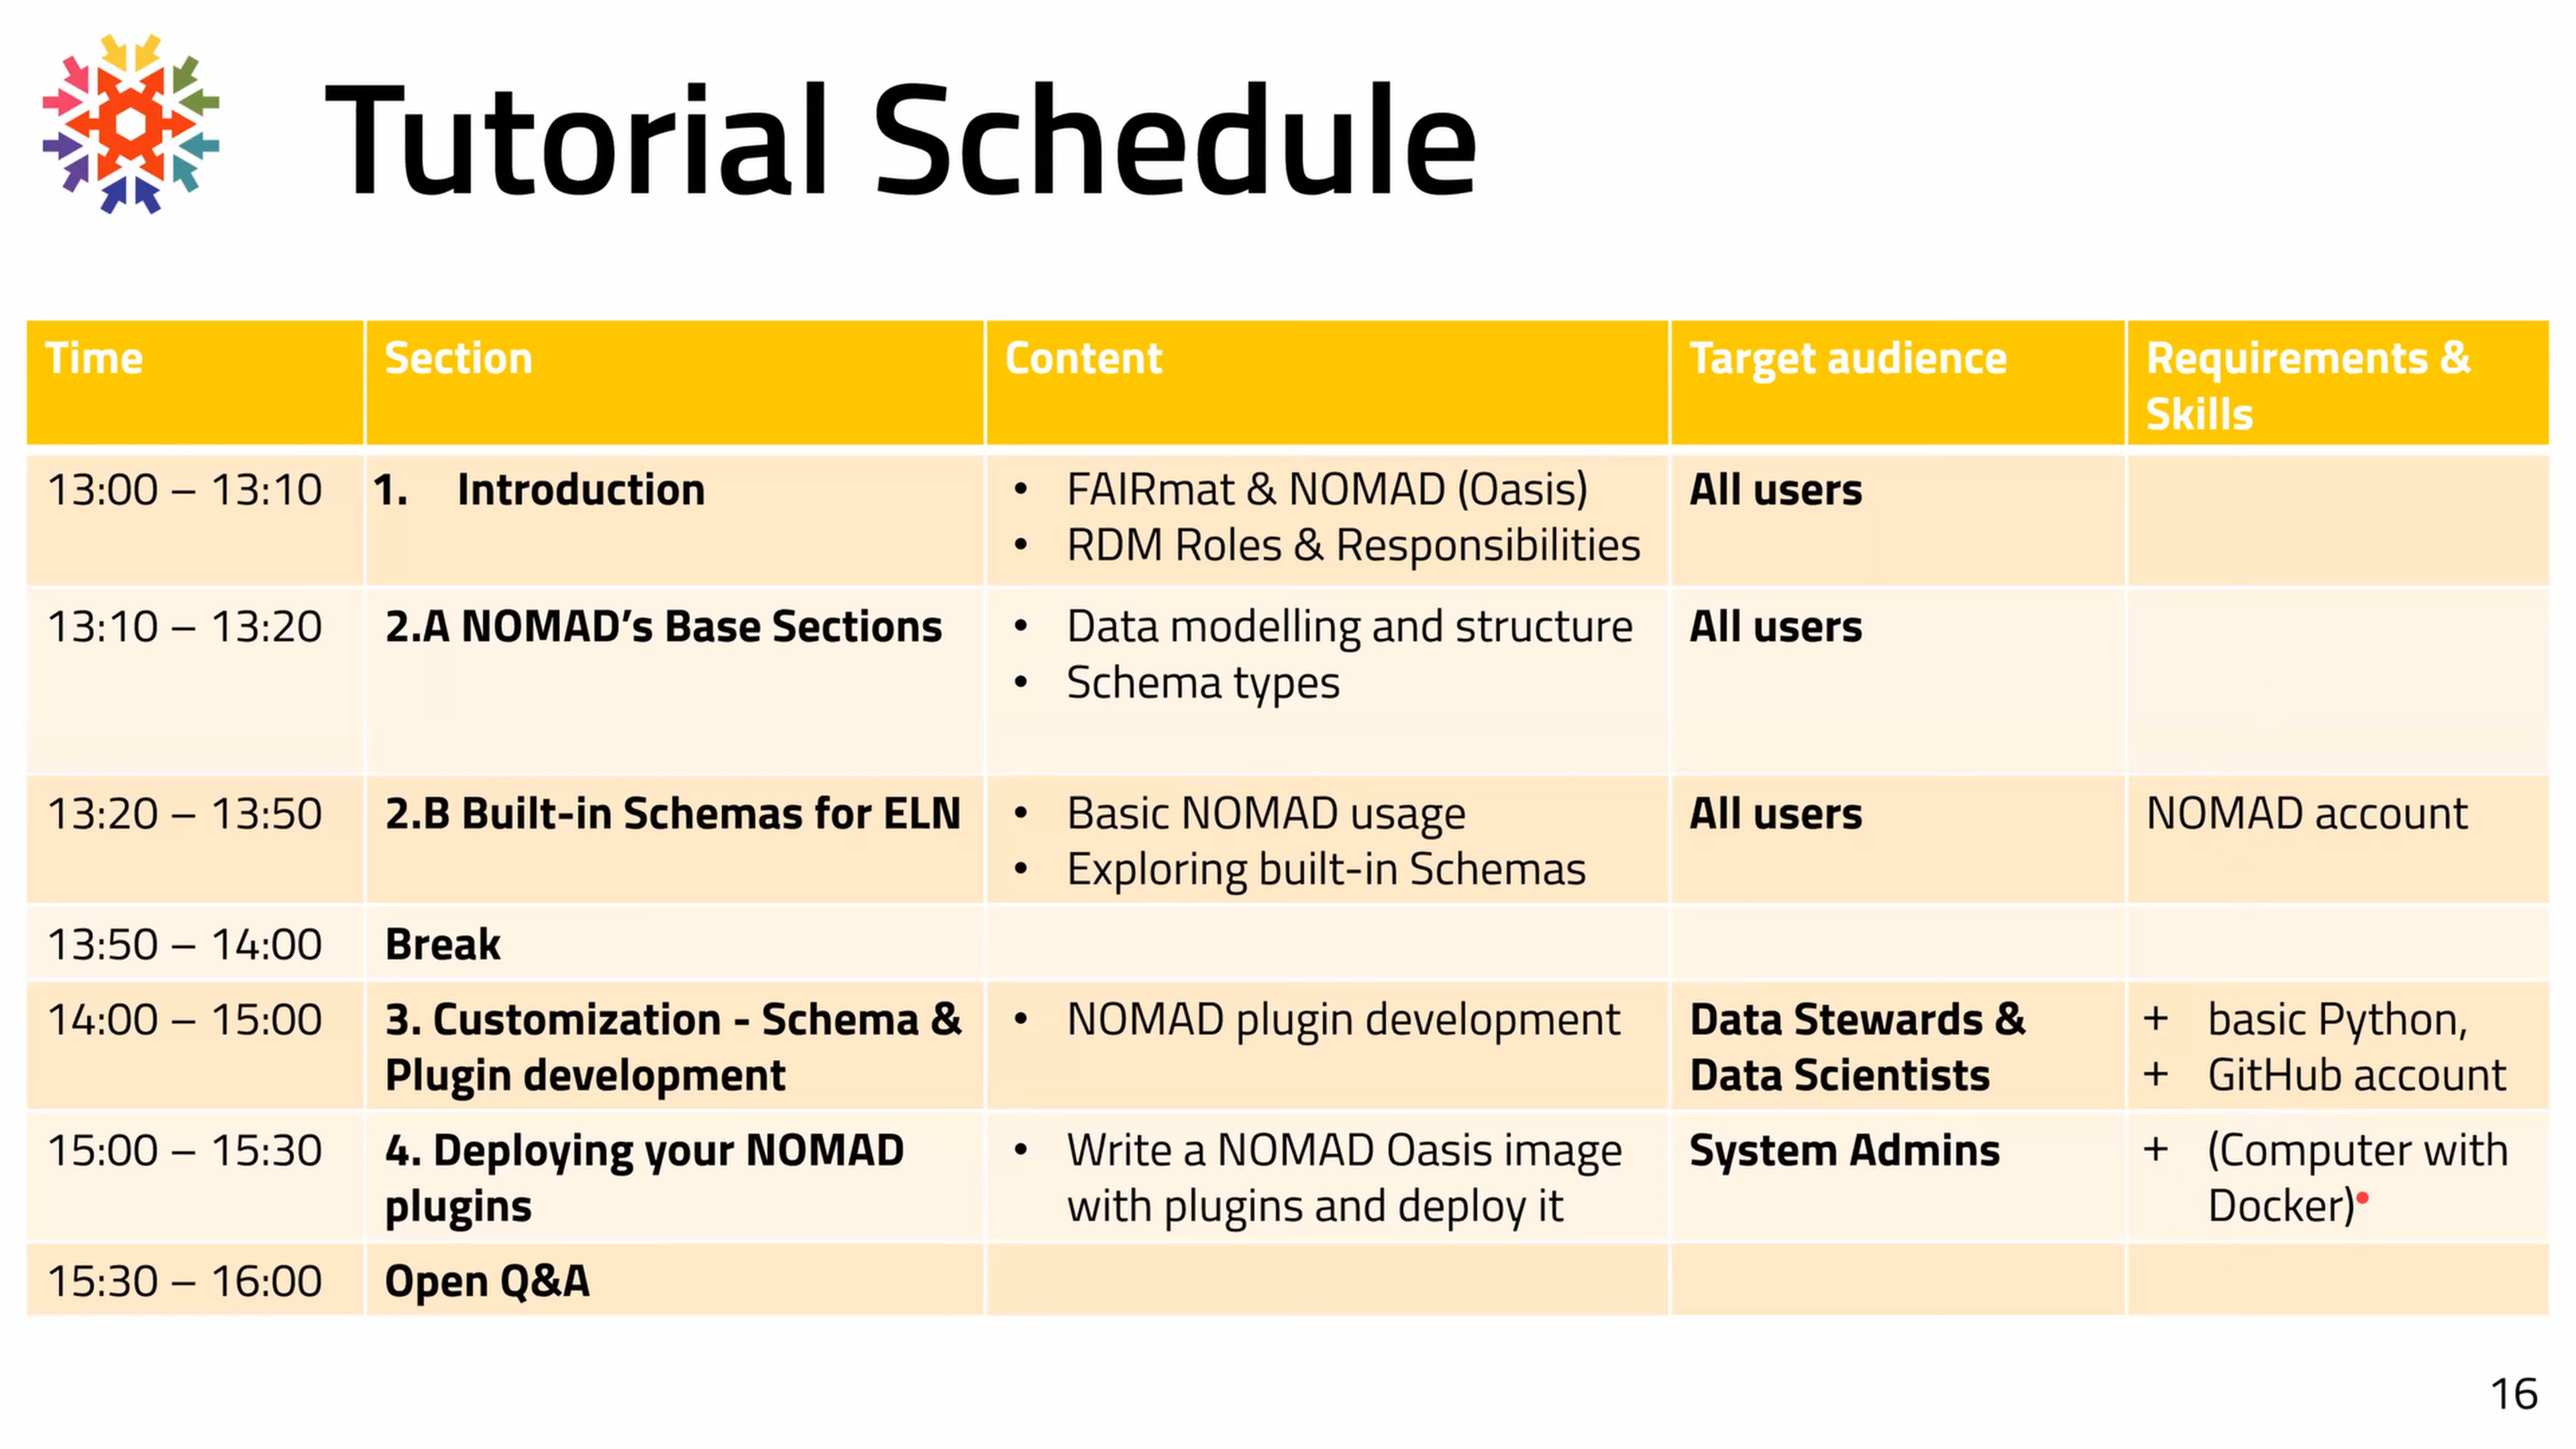 Tutorial Schedule
Time
Section
Content
Target audience
Requirements &
Skills
13:00 – 13:10
1. Introduction
• FAIRmat & NOMAD (Oasis)
• RDM Roles & Responsibilities
All users
13:10 – 13:20
2.A NOMAD’s Base Sections
• Data modelling and structure
• Schema types
All users
13:20 – 13:50
2.B Built-in Schemas for ELN
• Basic NOMAD usage
• Exploring built-in Schemas
All users
NOMAD account
13:50 – 14:00
Break
14:00 – 15:00
3. Customization - Schema &
Plugin development
• NOMAD plugin development
Data Stewards &
Data Scientists
+ basic Python,
+ GitHub account
15:00 – 15:30
4. Deploying your NOMAD
plugins
• Write a NOMAD Oasis image
with plugins and deploy it
System Admins
+ (Computer with
Docker)
15:30 – 16:00
Open Q&A
16